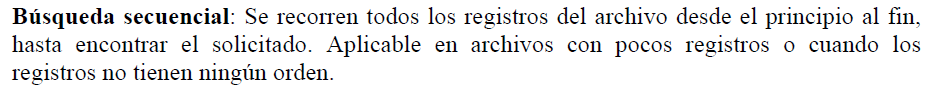 Búsqueda secuencial: Se recorren todos los registros del archivo desde el principio al fin,
hasta encontrar el solicitado. Aplicable en archivos con pocos registros o cuando los
registros no tienen ningún orden.